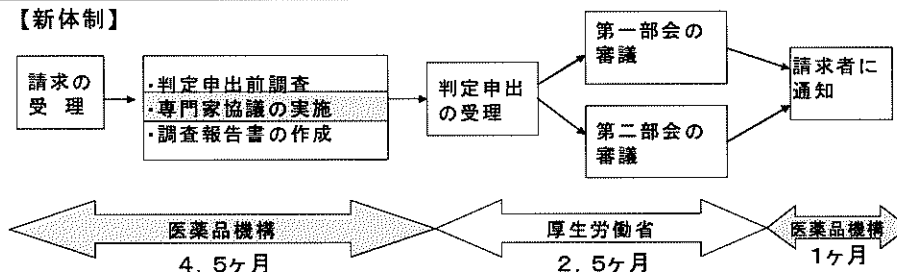 【新体制】
請求の
受理
・判定申出前調査
・専門家協議の実施
・調査報告書の作成
判定申出
の受理
第一部会の
審議
第二部会の
審議
請求者に
通知
医薬品機構
4.5ヶ月
厚生労働省
2.5ヶ月
医薬品機構
1ヶ月